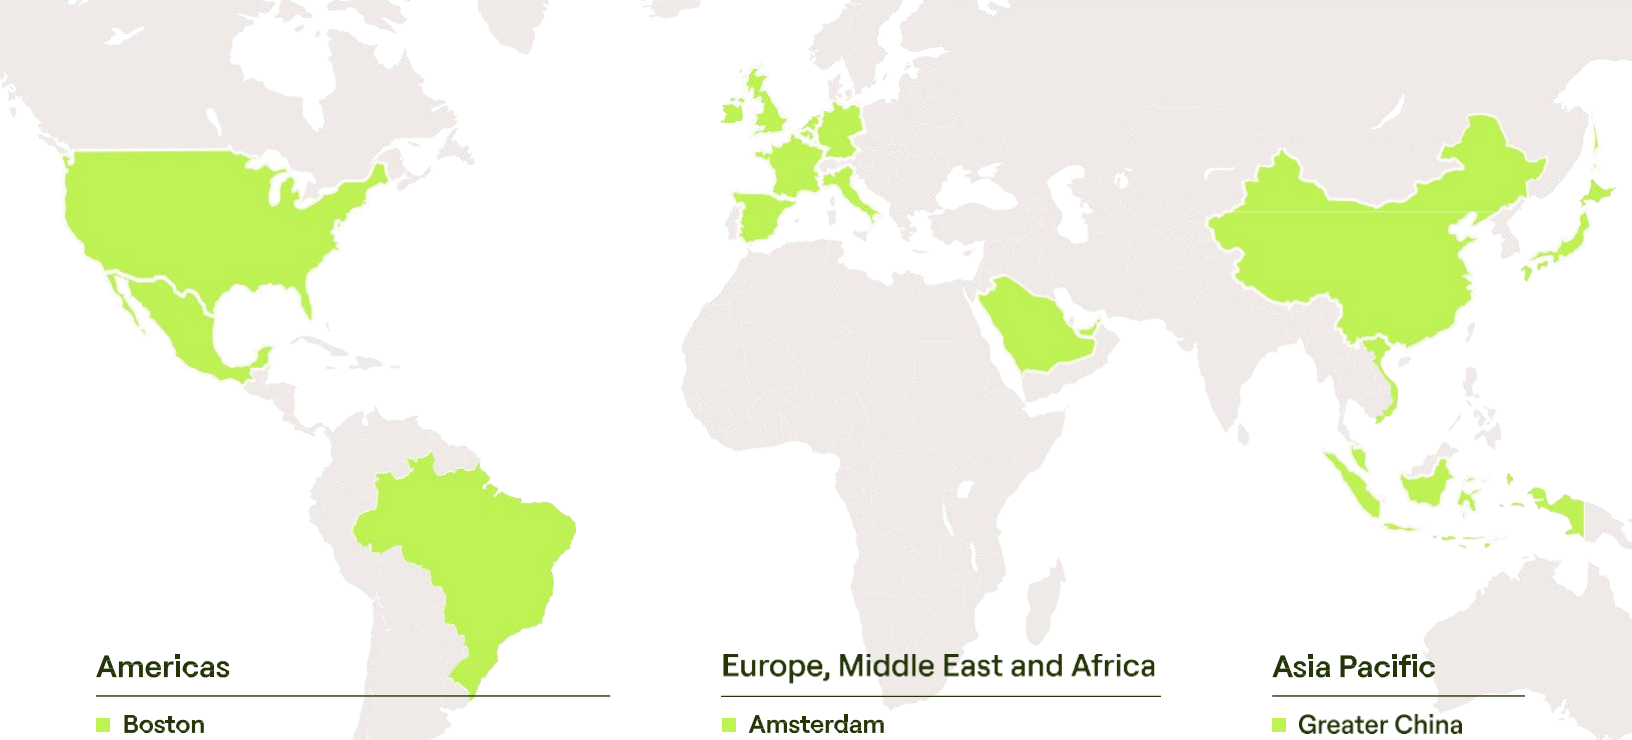 Americas
Boston
Europe, Middle East and Africa
Amsterdam
Asia Pacific
Greater China